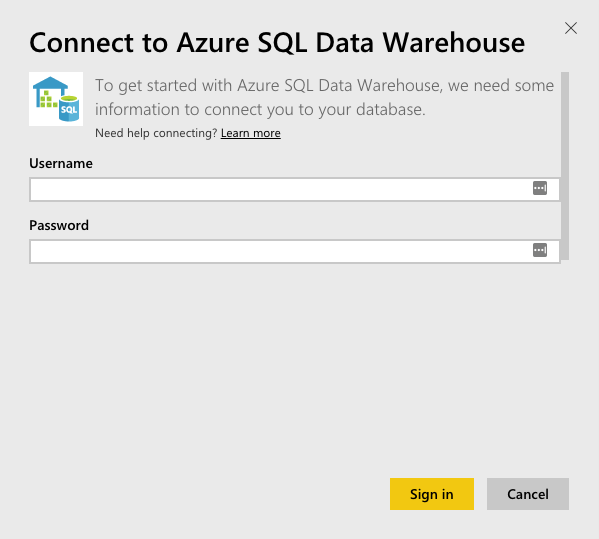 Connect to Azure SQL Data Warehouse
SQL
To get started with Azure SQL Data Warehouse, we need some
information to connect you to your database.
Need help connecting? Learn more
Username
Password
Sign in
Cancel